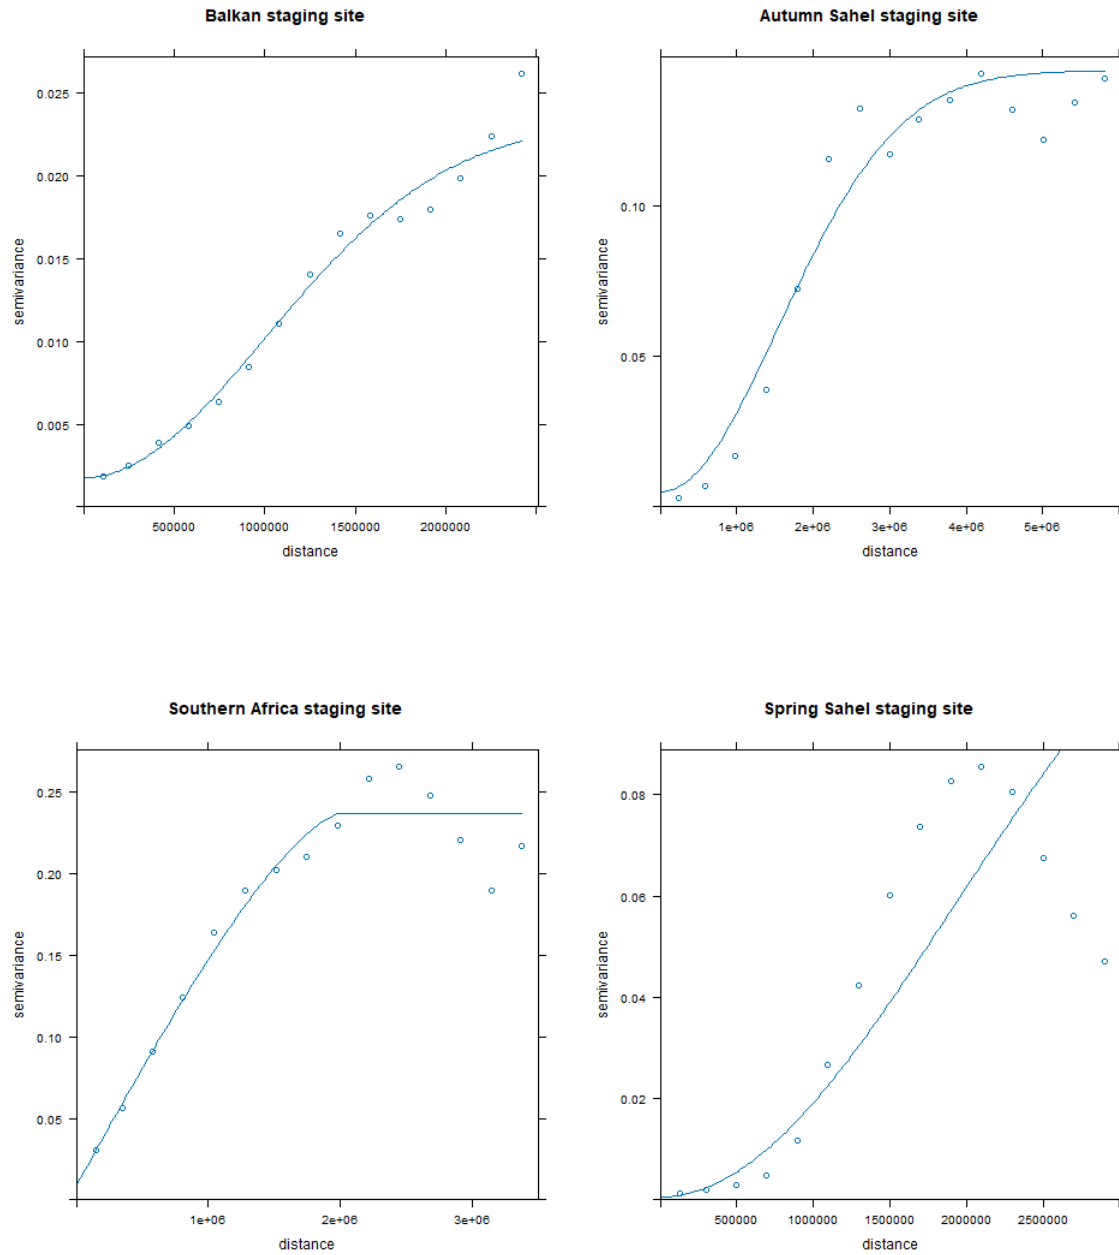 Balkan staging site
semivariance
0.025
0.020
0.015
0.010
0.005
500000 1000000 1500000 2000000
distance
Autumn Sahel staging site
semivariance
0.10
0.05
1e+06 2e+06 3e+06 4e+06 5e+06
distance
Southern Africa staging site
semivariance
0.25
0.20
0.15
0.10
0.05
1e+06 2e+06 3e+06
distance
Spring Sahel staging site
semivariance
0.08
0.06
0.04
0.02
500000 1000000 1500000 2000000 2500000
distance